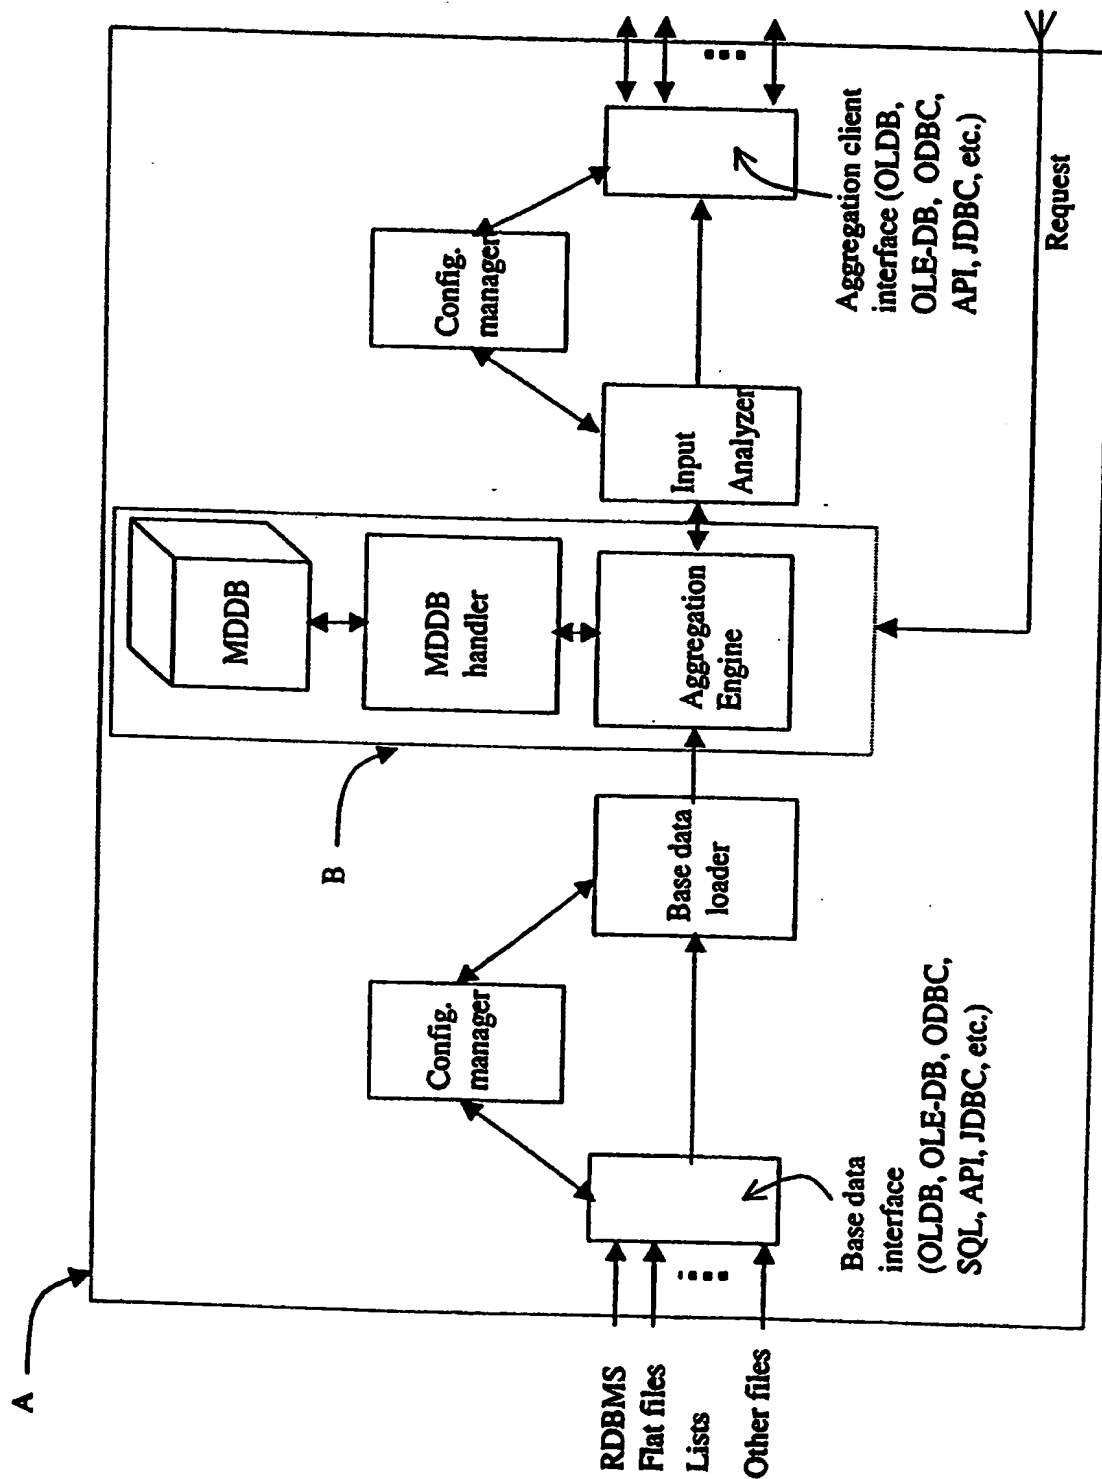 A
B
MDDB
MDDB
handler
Config.
manager
Config.
manager
RDBMS
Flat files
Lists
Other files
Base data
loader
Aggregation
Engine
Input
Analyzer
Base data
interface
(OLDB, OLE-DB, ODBC,
SQL, API, JDBC, etc.)
Aggregation client
interface (OLDB,
OLE-DB, ODBC,
API, JDBC, etc.)
Request